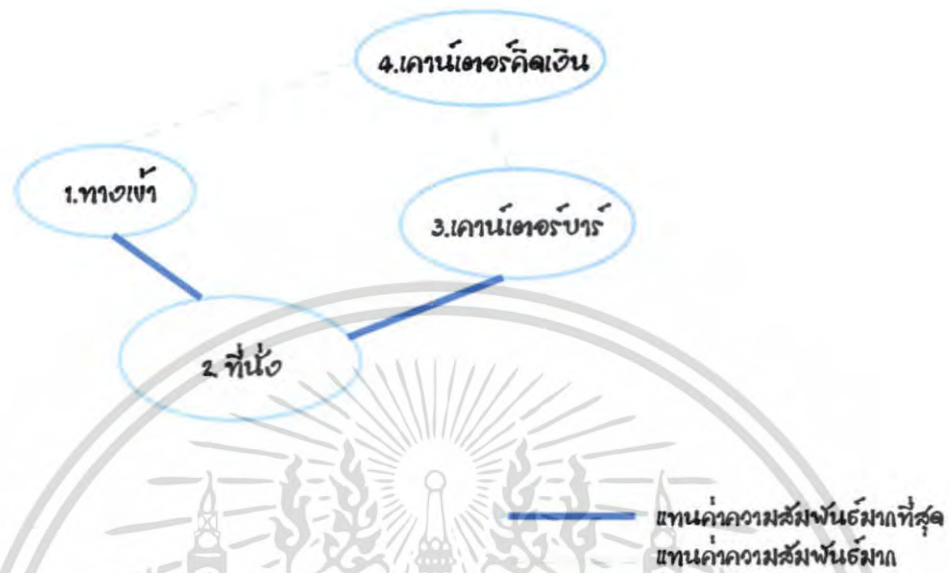 4.เคาน์เตอร์คิดเงิน
1.ทางเข้า
3.เคาน์เตอร์บาร์
2. ที่นั่ง
แทนค่าความสัมพันธ์มากที่สุด
แทนค่าความสัมพันธ์มาก